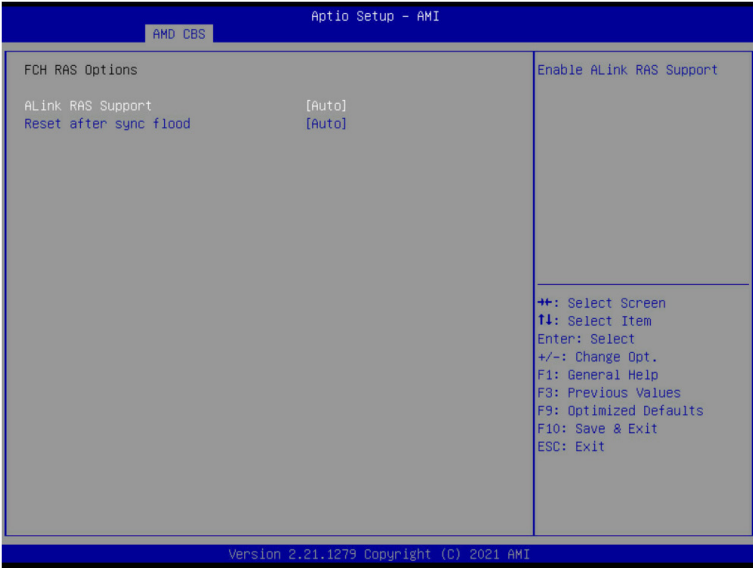 Aptio Setup – AMI
AMD CBS
FCH RAS Options
Enable ALink RAS Support
ALink RAS Support [Auto]
Reset after sync flood [Auto]
→←: Select Screen
↑↓: Select Item
Enter: Select
+/-: Change Opt.
F1: General Help
F3: Previous Values
F9: Optimized Defaults
F10: Save & Exit
ESC: Exit
Version 2.21.1279 Copyright (C) 2021 AMI